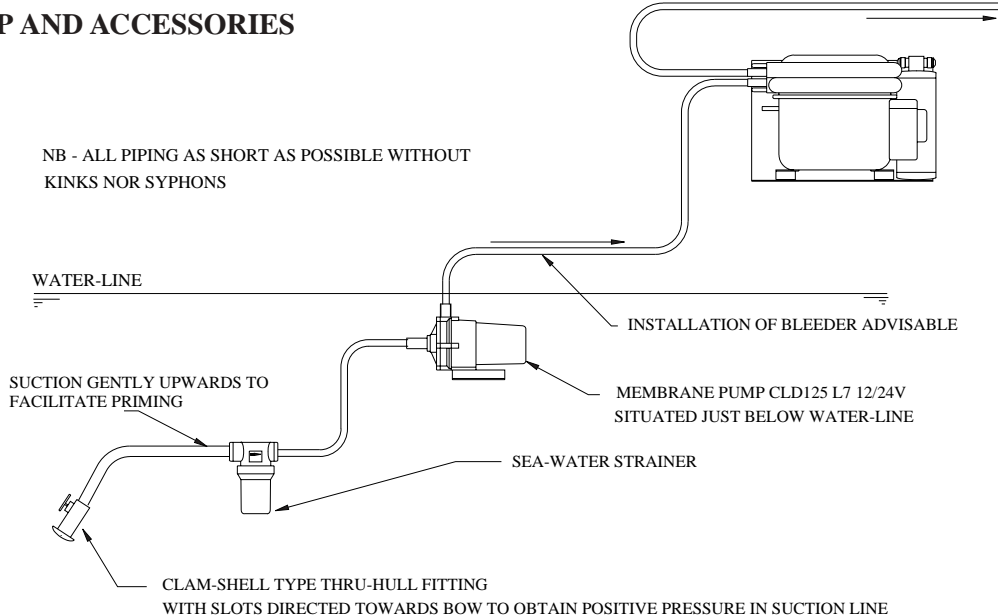 P AND ACCESSORIES
NB - ALL PIPING AS SHORT AS POSSIBLE WITHOUT
KINKS NOR SYPHONS
WATER-LINE
INSTALLATION OF BLEEDER ADVISABLE
SUCTION GENTLY UPWARDS TO
FACILITATE PRIMING
MEMBRANE PUMP CLD125 L7 12/24V
SITUATED JUST BELOW WATER-LINE
SEA-WATER STRAINER
CLAM-SHELL TYPE THRU-HULL FITTING
WITH SLOTS DIRECTED TOWARDS BOW TO OBTAIN POSITIVE PRESSURE IN SUCTION LINE